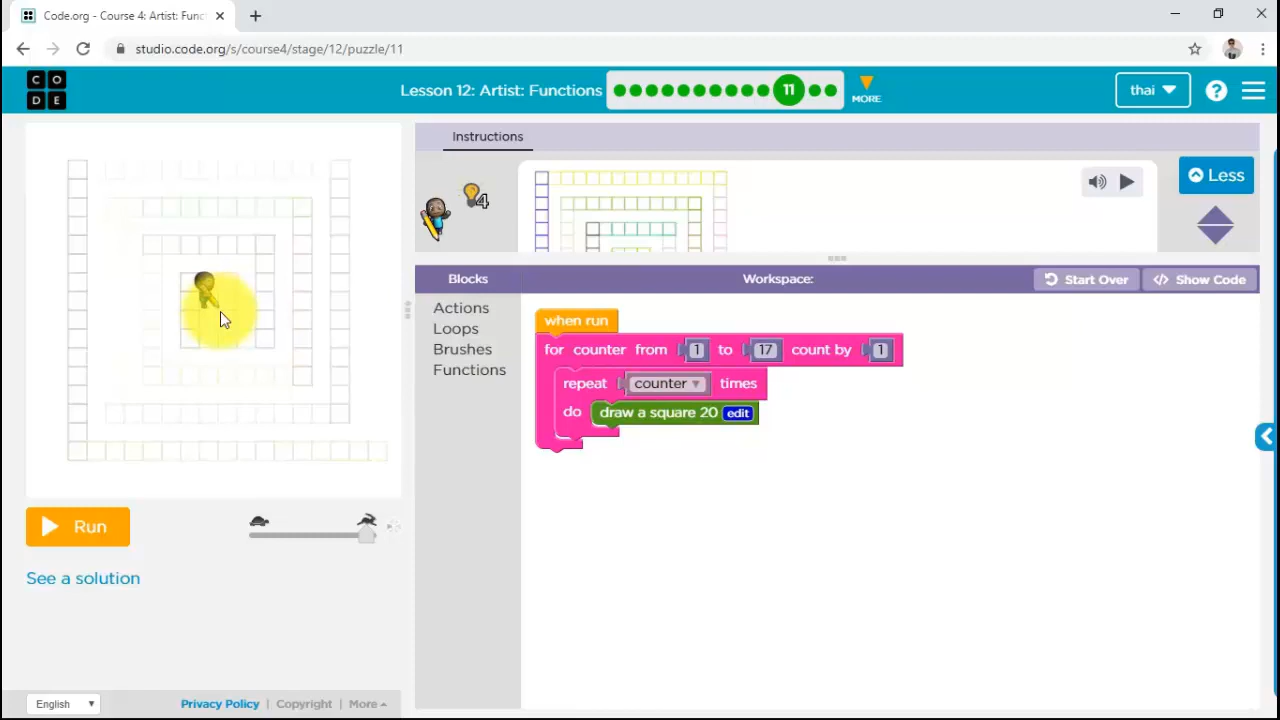 Code.org - Course 4: Artist: Func
studio.code.org/s/course4/stage/12/puzzle/11
C O
D E
Lesson 12: Artist: Functions
11
MORE
thai
?
Instructions
4
Less
Blocks
Workspace:
Start Over
</> Show Code
Actions
Loops
Brushes
Functions
when run
for counter from 1 to 17 count by 1
repeat counter times
do draw a square 20 edit
Run
See a solution
English
Privacy Policy | Copyright | More